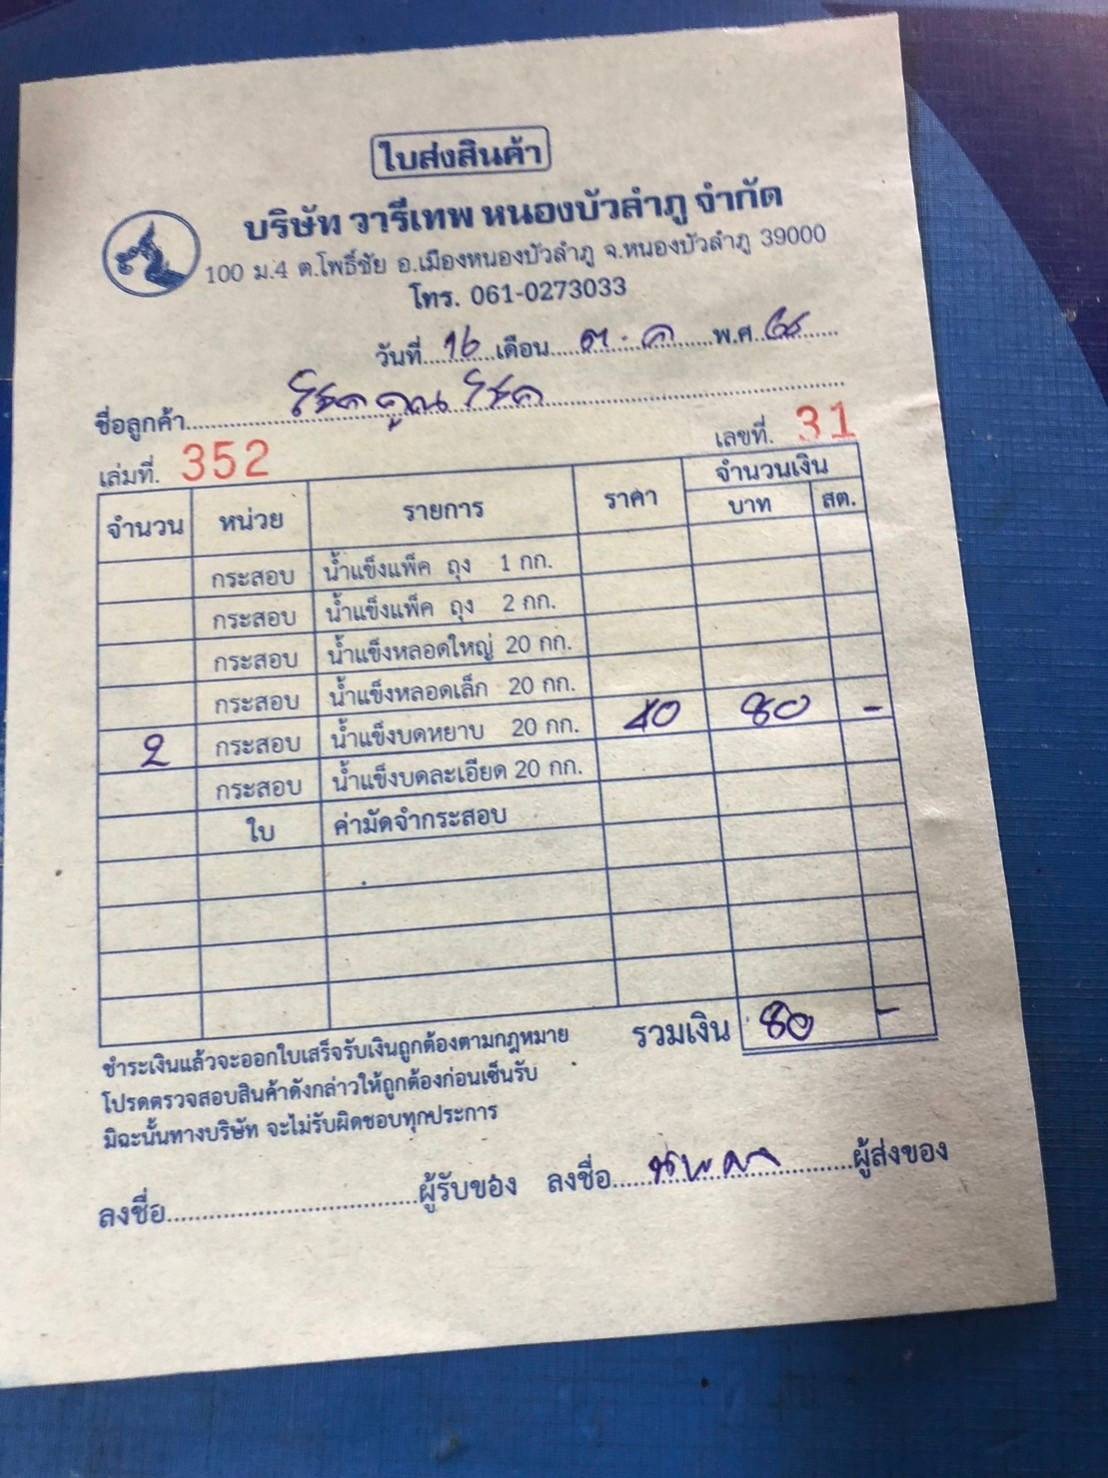 ใบส่งสินค้า
บริษัท วารีเทพ หนองบัวลำภู จำกัด
100 ม.4 ต.โพธิ์ชัย อ.เมืองหนองบัวลำภู จ.หนองบัวลำภู 39000
โทร. 061-0273033
วันที่ 16 เดือน ต.ค พ.ศ. 68
ชื่อลูกค้า โชคคูณโชค
เล่มที่. 352 เลขที่. 31
จำนวน หน่วย รายการ ราคา จำนวนเงิน
บาท สต.
กระสอบ น้ำแข็งแพ็ค ถุง 1 กก.
กระสอบ น้ำแข็งแพ็ค ถุง 2 กก.
กระสอบ น้ำแข็งหลอดใหญ่ 20 กก.
กระสอบ น้ำแข็งหลอดเล็ก 20 กก.
2 กระสอบ น้ำแข็งบดหยาบ 20 กก. 40 80 -
กระสอบ น้ำแข็งบดละเอียด 20 กก.
ใบ ค่ามัดจำกระสอบ
รวมเงิน 80 -
ชำระเงินแล้วจะออกใบเสร็จรับเงินถูกต้องตามกฎหมาย
โปรดตรวจสอบสินค้าดังกล่าวให้ถูกต้องก่อนเซ็นรับ
มิฉะนั้นทางบริษัท จะไม่รับผิดชอบทุกประการ
ลงชื่อ ผู้รับของ ลงชื่อ ผู้ส่งของ